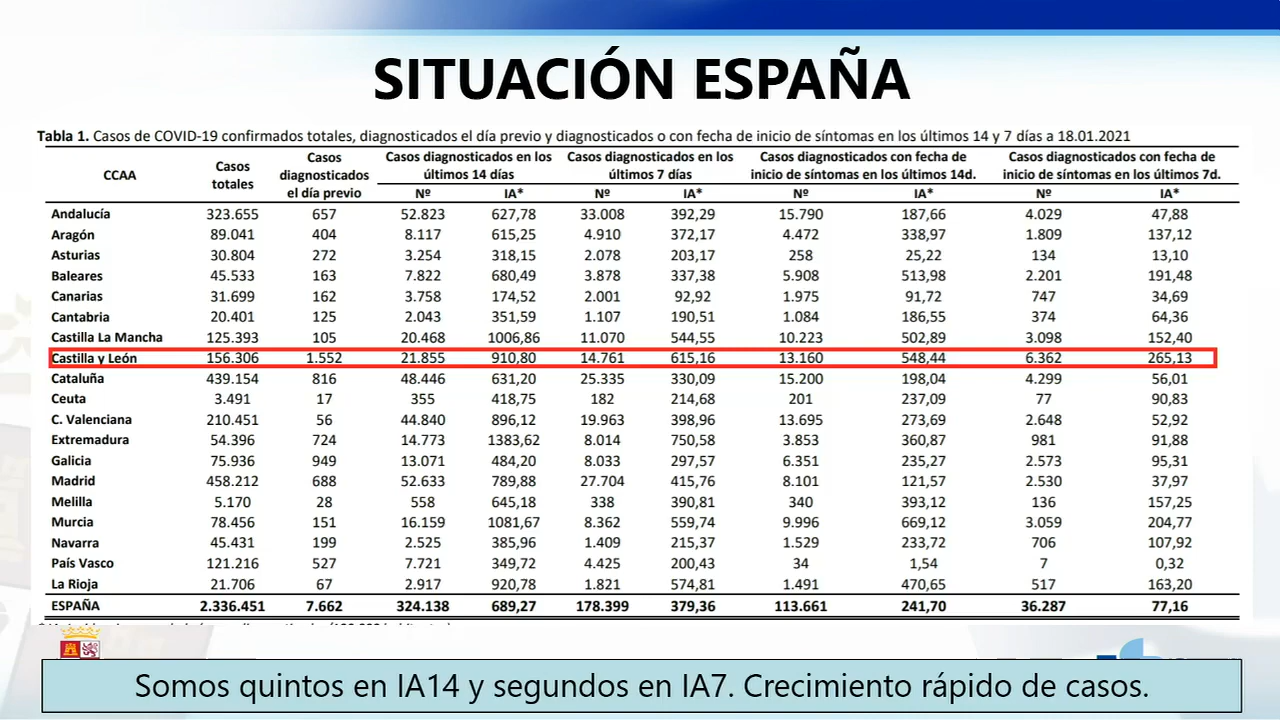 SITUACIÓN ESPAÑA
Tabla 1. Casos de COVID-19 confirmados totales, diagnosticados el día previo y diagnosticados o con fecha de inicio de síntomas en los últimos 14 y 7 días a 18.01.2021
CCAA Casos totales Casos diagnosticados el día previo Casos diagnosticados en los últimos 14 días Casos diagnosticados en los últimos 7 días Casos diagnosticados con fecha de inicio de síntomas en los últimos 14d. Casos diagnosticados con fecha de inicio de síntomas en los últimos 7d.
Nº IA* Nº IA* Nº IA* Nº IA*
Andalucía 323.655 657 52.823 627,78 33.008 392,29 15.790 187,66 4.029 47,88
Aragón 89.041 404 8.117 615,25 4.910 372,17 4.472 338,97 1.809 137,12
Asturias 30.804 272 3.254 318,15 2.078 203,17 258 25,22 134 13,10
Baleares 45.533 163 7.822 680,49 3.878 337,38 5.908 513,98 2.201 191,48
Canarias 31.699 162 3.758 174,52 2.001 92,92 1.975 91,72 747 34,69
Cantabria 20.401 125 2.043 351,59 1.107 190,51 1.084 186,55 374 64,36
Castilla La Mancha 125.393 105 20.468 1006,86 11.070 544,55 10.223 502,89 3.098 152,40
Castilla y León 156.306 1.552 21.855 910,80 14.761 615,16 13.160 548,44 6.362 265,13
Cataluña 439.154 816 48.446 631,20 25.335 330,09 15.200 198,04 4.299 56,01
Ceuta 3.491 17 355 418,75 182 214,68 201 237,09 77 90,83
C. Valenciana 210.451 56 44.840 896,12 19.963 398,96 13.695 273,69 2.648 52,92
Extremadura 54.396 724 14.773 1383,62 8.014 750,58 3.853 360,87 981 91,88
Galicia 75.936 949 13.071 484,20 8.033 297,57 6.351 235,27 2.573 95,31
Madrid 458.212 688 52.633 789,88 27.704 415,76 8.101 121,57 2.530 37,97
Melilla 5.170 28 558 645,18 338 390,81 340 393,12 136 157,25
Murcia 78.456 151 16.159 1081,67 8.362 559,74 9.996 669,12 3.059 204,77
Navarra 45.431 199 2.525 385,96 1.409 215,37 1.529 233,72 706 107,92
País Vasco 121.216 527 7.721 349,72 4.425 200,43 34 1,54 7 0,32
La Rioja 21.706 67 2.917 920,78 1.821 574,81 1.491 470,65 517 163,20
ESPAÑA 2.336.451 7.662 324.138 689,27 178.399 379,36 113.661 241,70 36.287 77,16
Somos quintos en IA14 y segundos en IA7. Crecimiento rápido de casos.